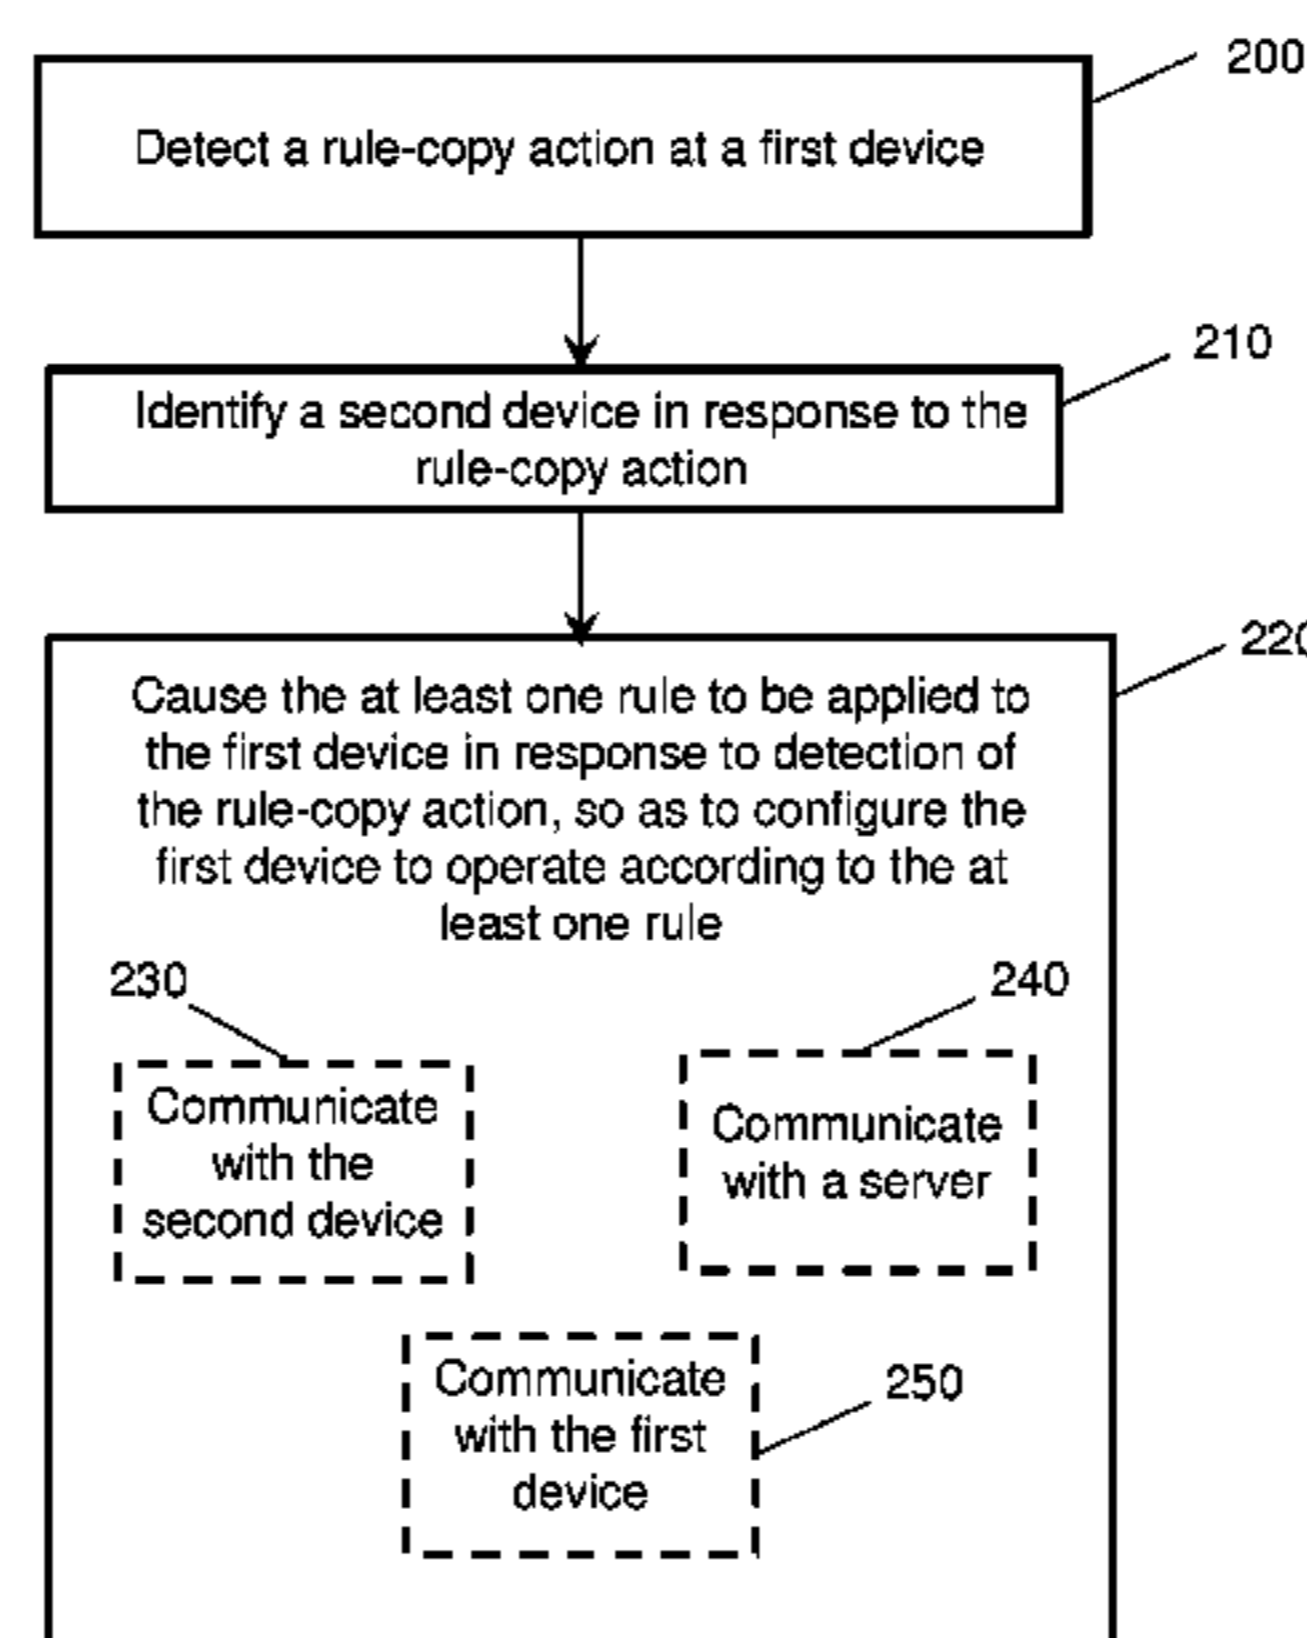 200
Detect a rule-copy action at a first device
210
Identify a second device in response to the
rule-copy action
220
Cause the at least one rule to be applied to
the first device in response to detection of
the rule-copy action, so as to configure the
first device to operate according to the at
least one rule
230
240
Communicate
with the
second device
Communicate
with a server
Communicate
with the first
device
250